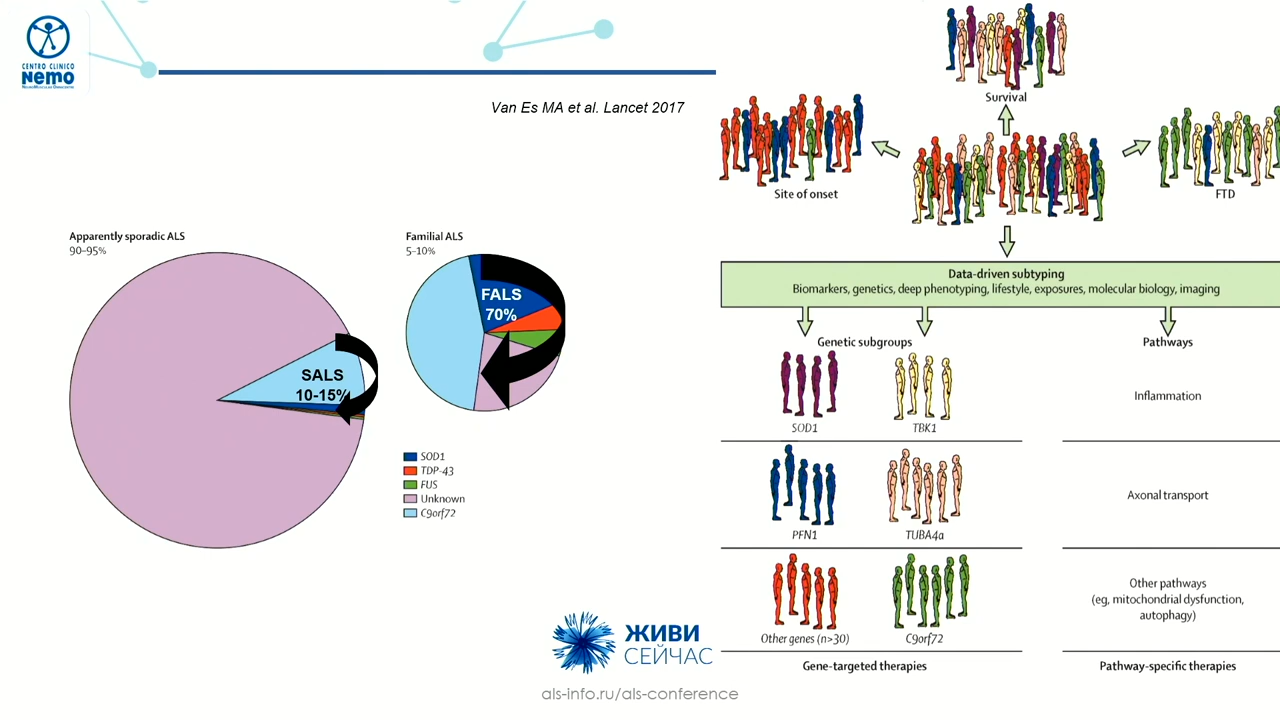 CENTRO CLINICO
NeMO
Van Es MA et al. Lancet 2017
Apparently sporadic ALS
90–95%
SALS
10-15%
Familial ALS
5–10%
FALS
70%
SOD1
TDP-43
FUS
Unknown
C9orf72
Survival
Site of onset
FTD
Data-driven subtyping
Biomarkers, genetics, deep phenotyping, lifestyle, exposures, molecular biology, imaging
Genetic subgroups
Pathways
SOD1
TBK1
Inflammation
PFN1
TUBA4a
Axonal transport
Other genes (n>30)
C9orf72
Other pathways
(eg, mitochondrial dysfunction,
autophagy)
Gene-targeted therapies
Pathway-specific therapies
ЖИВИ
СЕЙЧАС
als-info.ru/als-conference